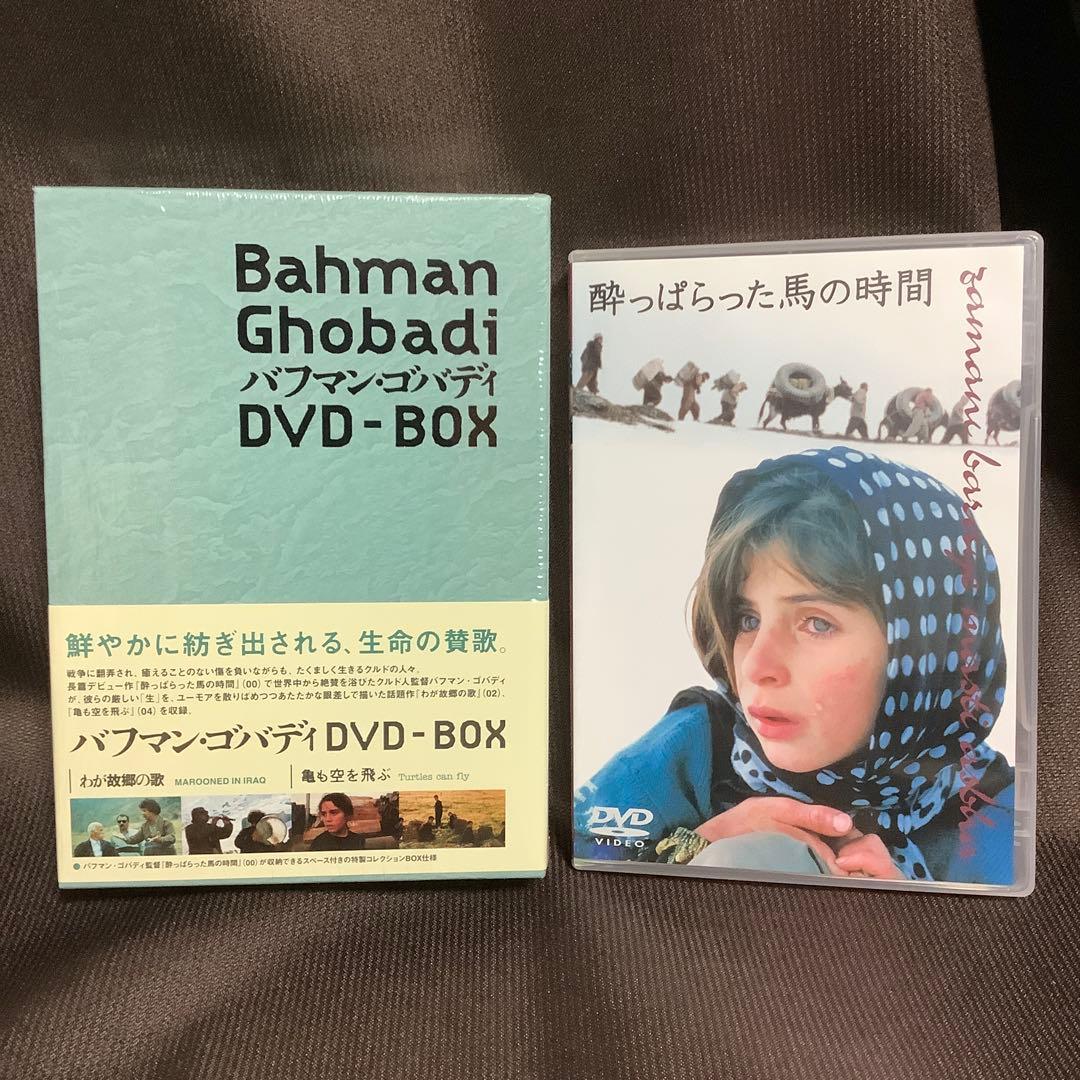 Bahman
Ghobadi
バフマン・ゴバディ
DVD-BOX
鮮やかに紡ぎ出される、生命の賛歌。
戦争に翻弄され、癒えることのない傷を負いながらも、たくましく生きるクルドの人々。
長篇デビュー作『酔っぱらった馬の時間』(00)で世界中から絶賛を浴びたクルド人監督バフマン・ゴバディ
が、彼らの厳しい「生」を、ユーモアを散りばめつつあたたかな眼差しで描いた話題作『わが故郷の歌』(02)、
『亀も空を飛ぶ』(04)を収録。
バフマン・ゴバディDVD-BOX
わが故郷の歌 MAROONED IN IRAQ
亀も空を飛ぶ Turtles can fly
● バフマン・ゴバディ監督『酔っぱらった馬の時間』(00)が収納できるスペース付きの特製コレクションBOX仕様
酔っぱらった馬の時間
zamani bar
DVD
VIDEO